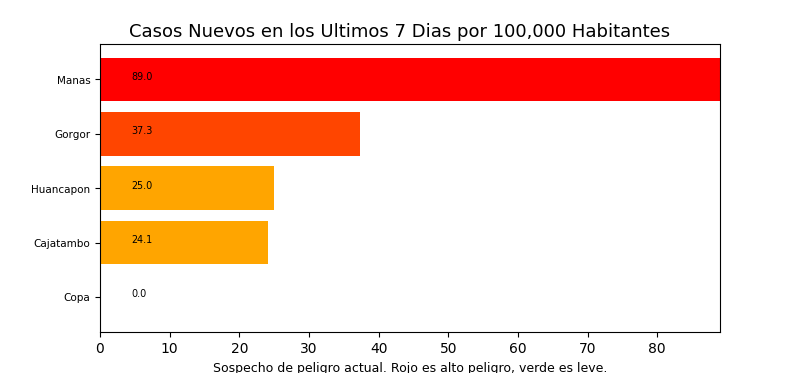 Casos Nuevos en los Ultimos 7 Dias por 100,000 Habitantes
Manas 89.0
Gorgor 37.3
Huancapon 25.0
Cajatambo 24.1
Copa 0.0
0 10 20 30 40 50 60 70 80
Sospecho de peligro actual. Rojo es alto peligro, verde es leve.